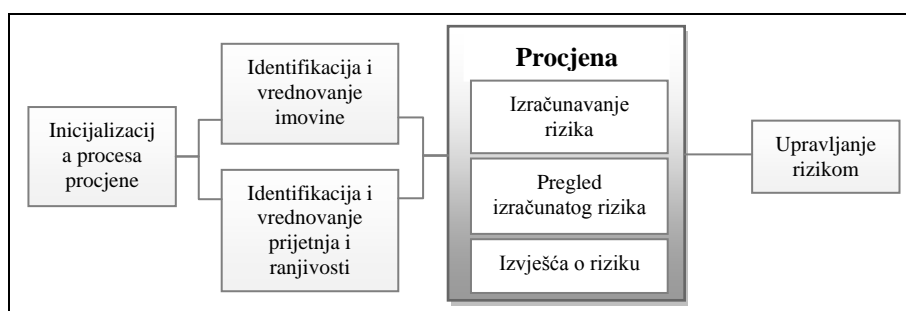 Inicijalizacij
a procesa
procjene
Identifikacija i
vrednovanje
imovine
Identifikacija i
vrednovanje
prijetnja i
ranjivosti
Procjena
Izračunavanje
rizika
Pregled
izračunatog rizika
Izvješća o riziku
Upravljanje
rizikom